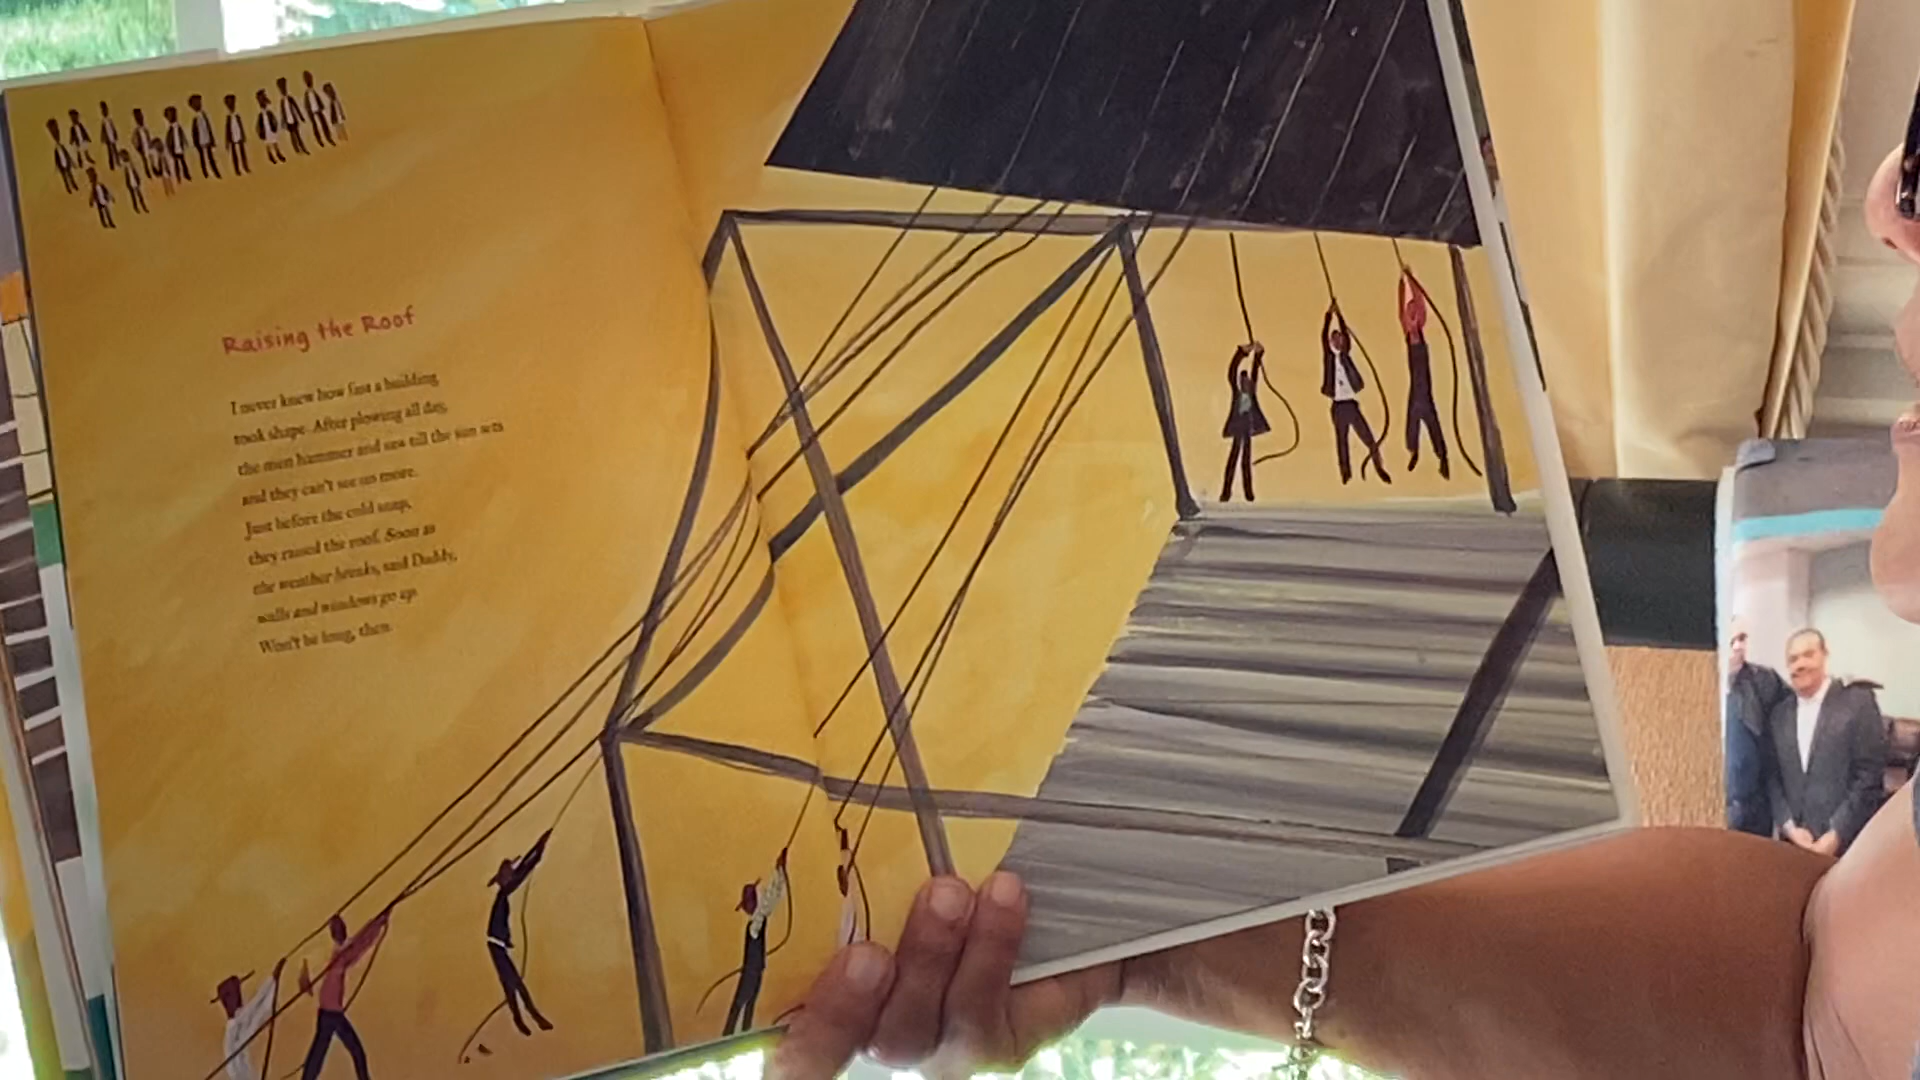 Raising the Roof
I never knew how fast a building
took shape. After plowing all day,
the men hammer and saw till the sun sets
and they can't see no more.
Just before the cold snap,
they raised the roof. Soon as
the weather breaks, said Daddy,
walls and windows go up.
Won't be long, then.